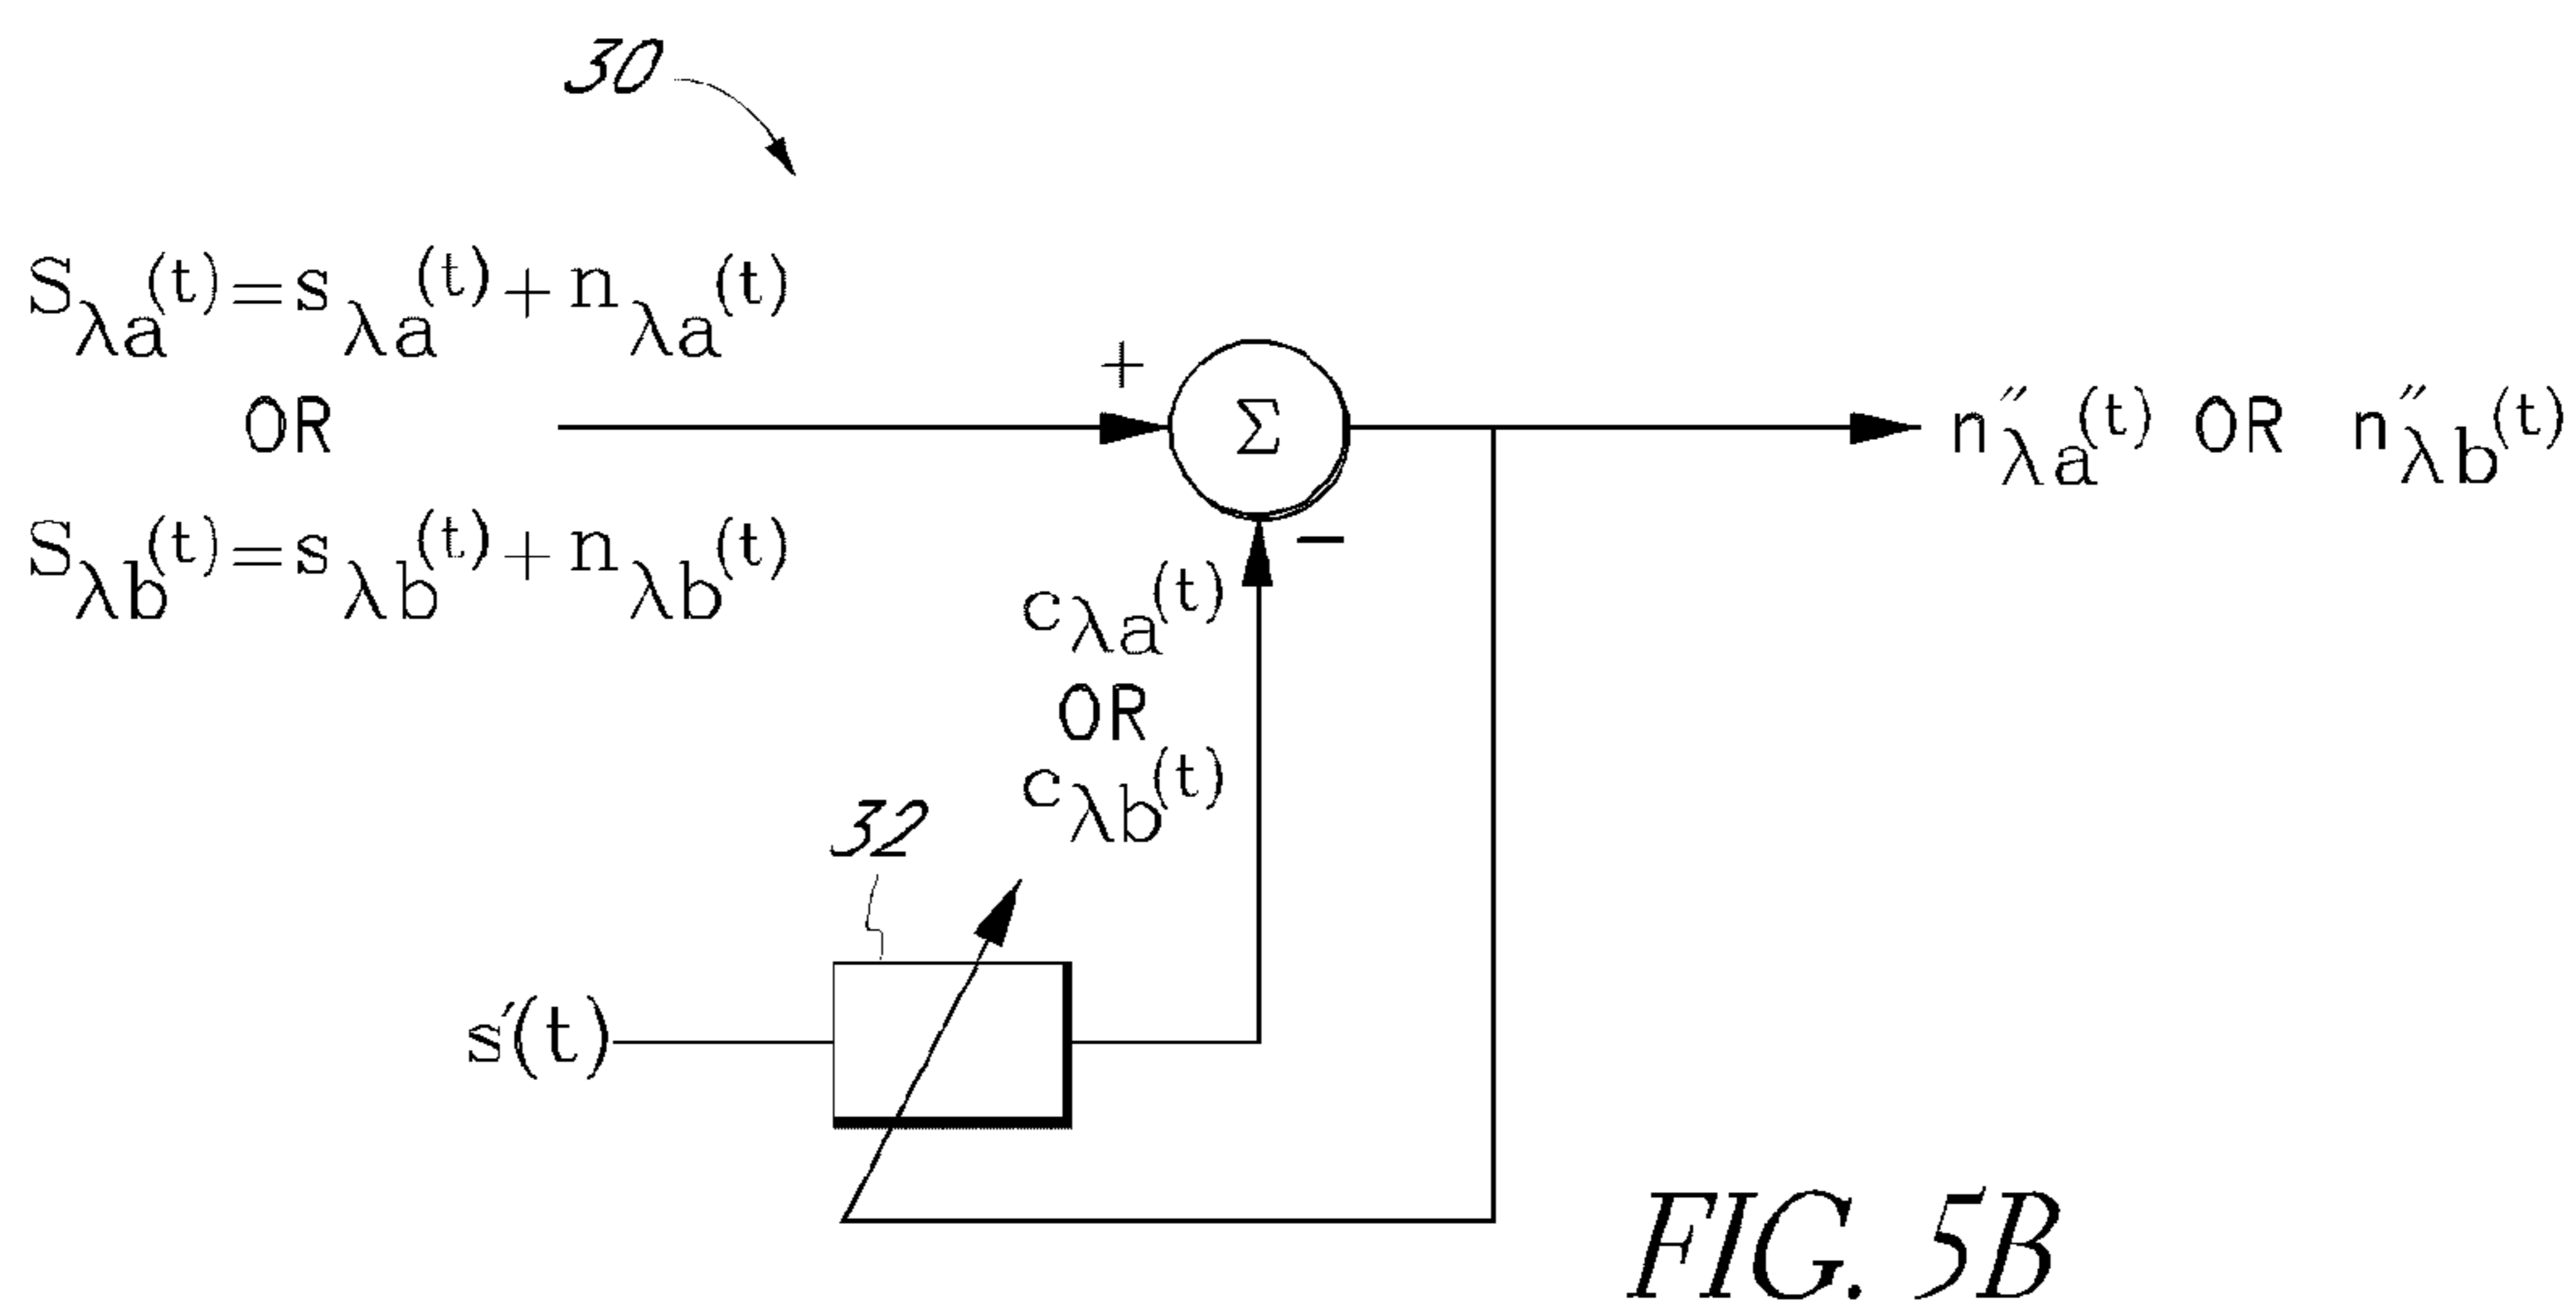 30
Sλa(t)=sλa(t)+nλa(t)
OR
Sλb(t)=sλb(t)+nλb(t)
+
Σ
−
n″λa(t) OR n″λb(t)
cλa(t)
OR
cλb(t)
32
s′(t)
FIG. 5B